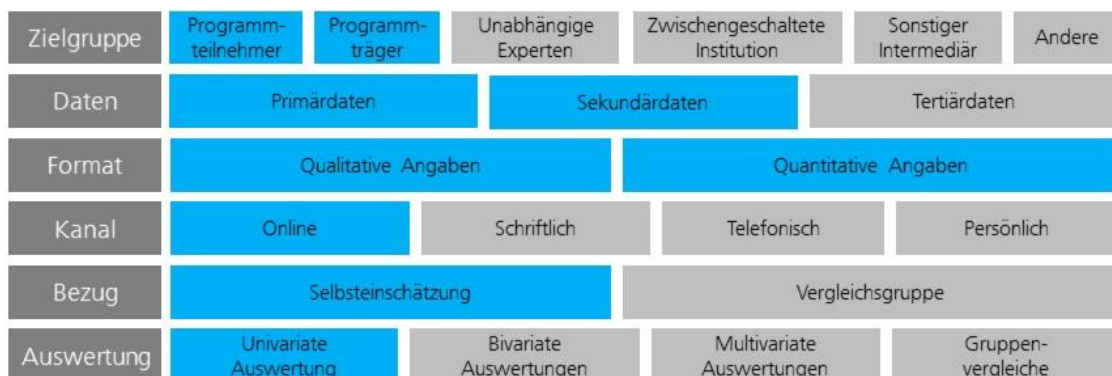 Zielgruppe Programm- Programm- Unabhängige Zwischengeschaltete Sonstiger Andere
teilnehmer träger Experten Institution Intermediär
Daten Primärdaten Sekundärdaten Tertiärdaten
Format Qualitative Angaben Quantitative Angaben
Kanal Online Schriftlich Telefonisch Persönlich
Bezug Selbsteinschätzung Vergleichsgruppe
Auswertung Univariate Bivariate Multivariate Gruppen-
Auswertung Auswertungen Auswertungen vergleiche